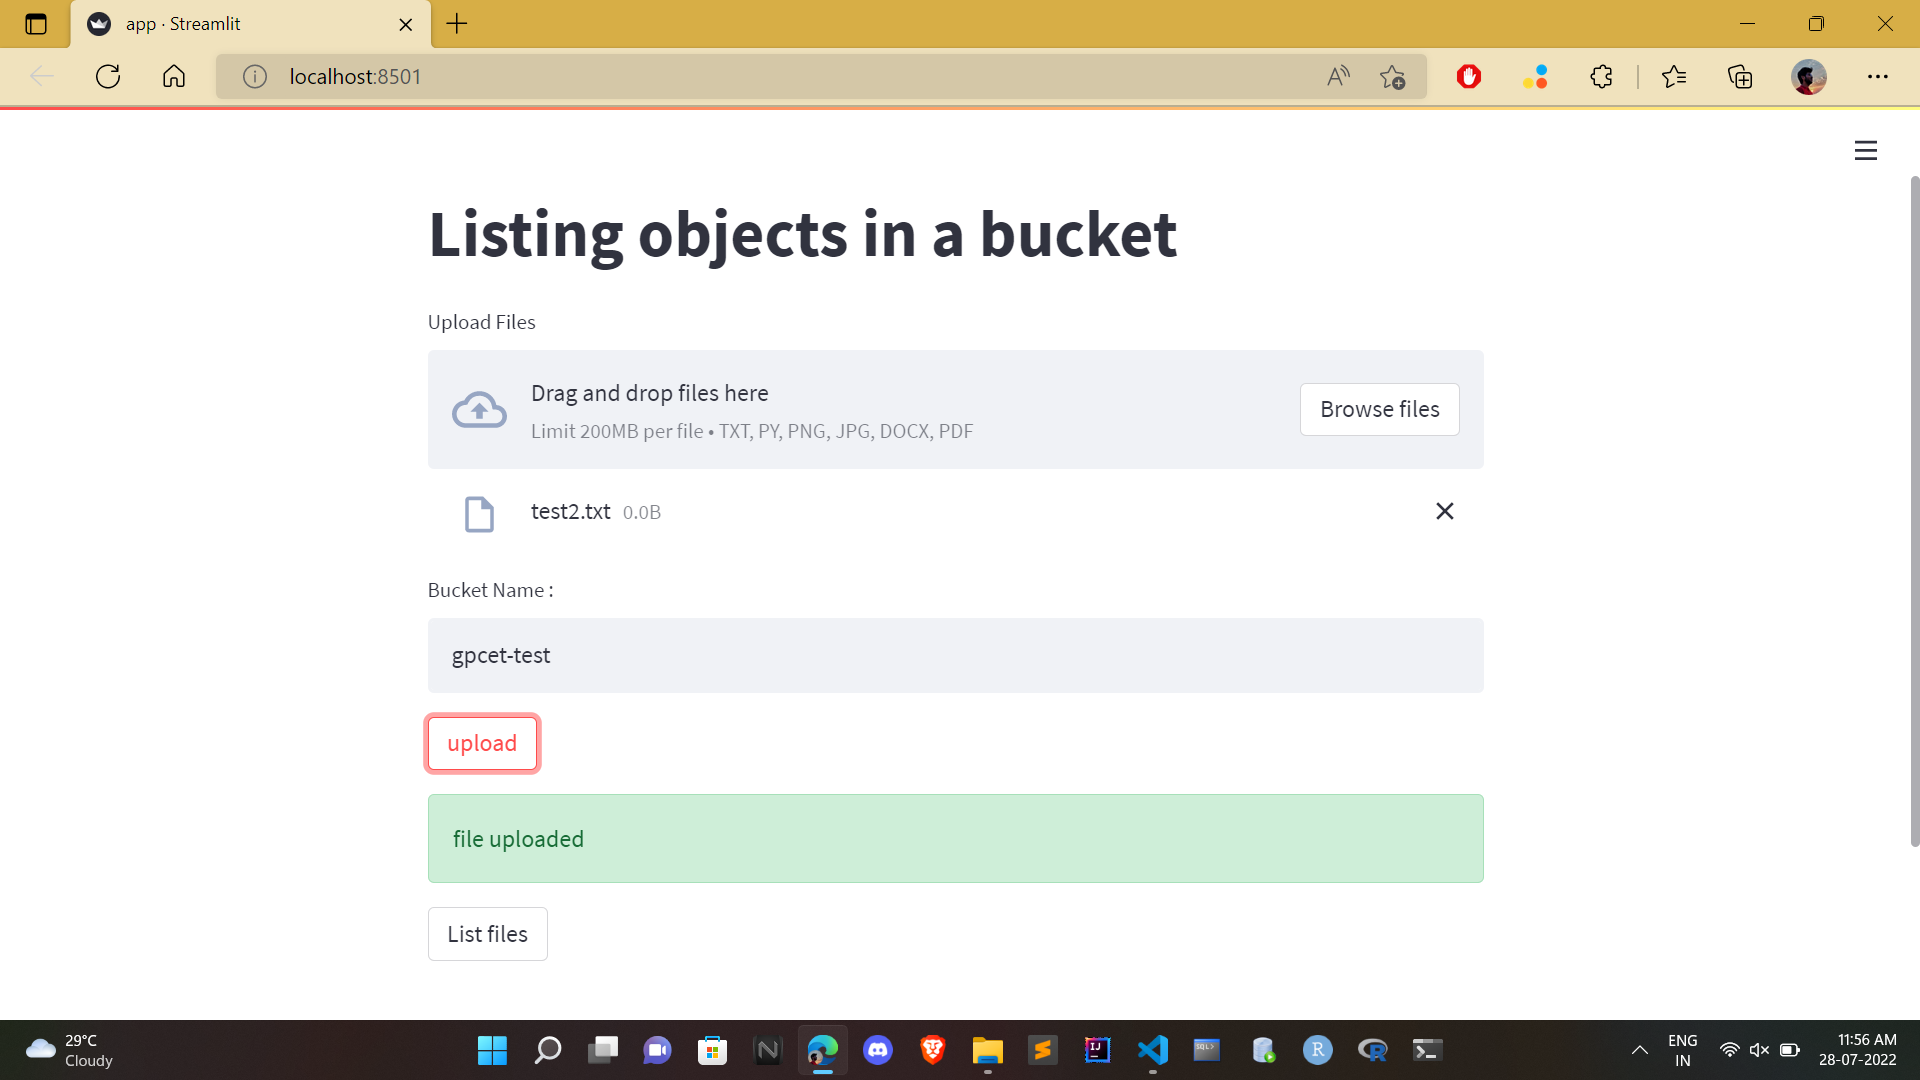 app · Streamlit
localhost:8501
Listing objects in a bucket
Upload Files
Drag and drop files here
Limit 200MB per file • TXT, PY, PNG, JPG, DOCX, PDF
Browse files
test2.txt 0.0B
Bucket Name :
gpcet-test
upload
file uploaded
List files
29°C
Cloudy
ENG
IN
11:56 AM
28-07-2022